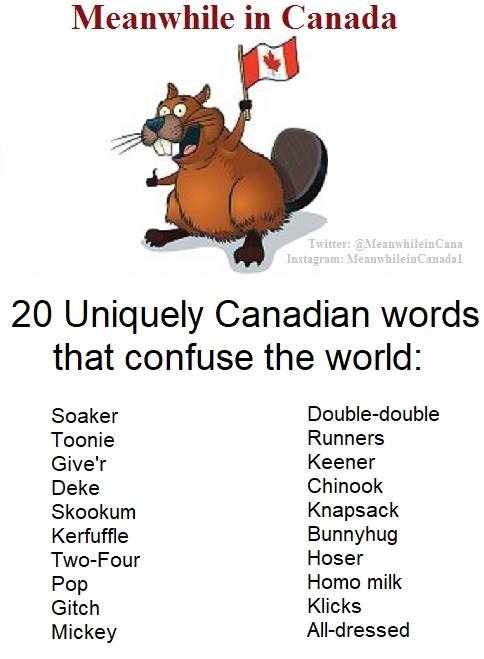 Meanwhile in Canada
Twitter: @MeanwhileinCana
Instagram: MeanwhileinCanada1
20 Uniquely Canadian words
that confuse the world:
Soaker
Toonie
Give'r
Deke
Skookum
Kerfuffle
Two-Four
Pop
Gitch
Mickey
Double-double
Runners
Keener
Chinook
Knapsack
Bunnyhug
Hoser
Homo milk
Klicks
All-dressed